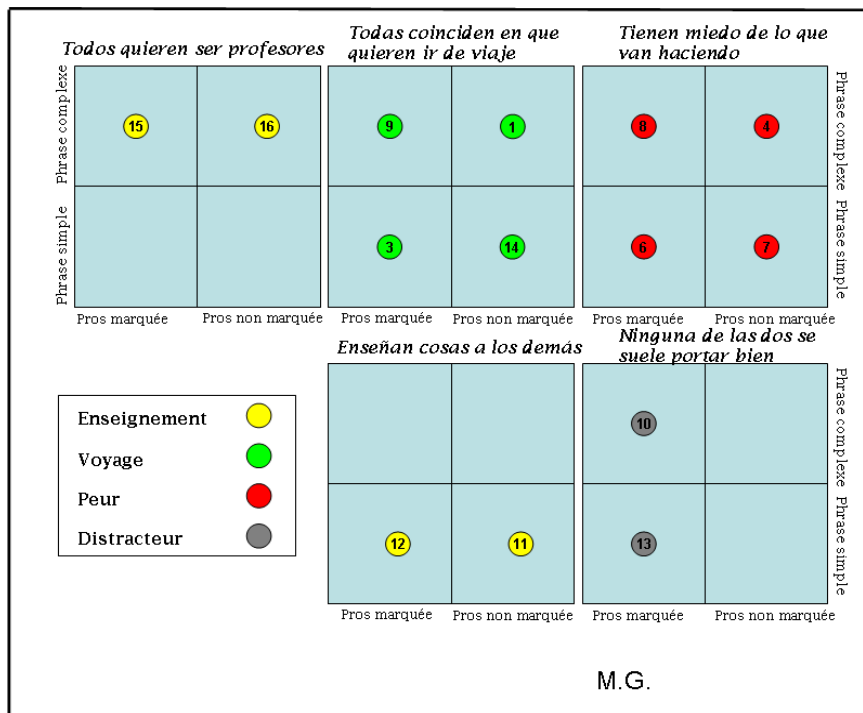 Todos quieren ser profesores
Todas coinciden en que
quieren ir de viaje
Tienen miedo de lo que
van haciendo
Phrase complexe
Phrase simple
15
16
9
1
8
4
3
14
6
7
Phrase complexe
Phrase simple
Pros marquée
Pros non marquée
Pros marquée
Pros non marquée
Pros marquée
Pros non marquée
Enseñan cosas a los demás
Ninguna de las dos se
suele portar bien
Enseignement
Voyage
Peur
Distracteur
10
12
11
13
Phrase complexe
Phrase simple
Pros marquée
Pros non marquée
Pros marquée
Pros non marquée
M.G.